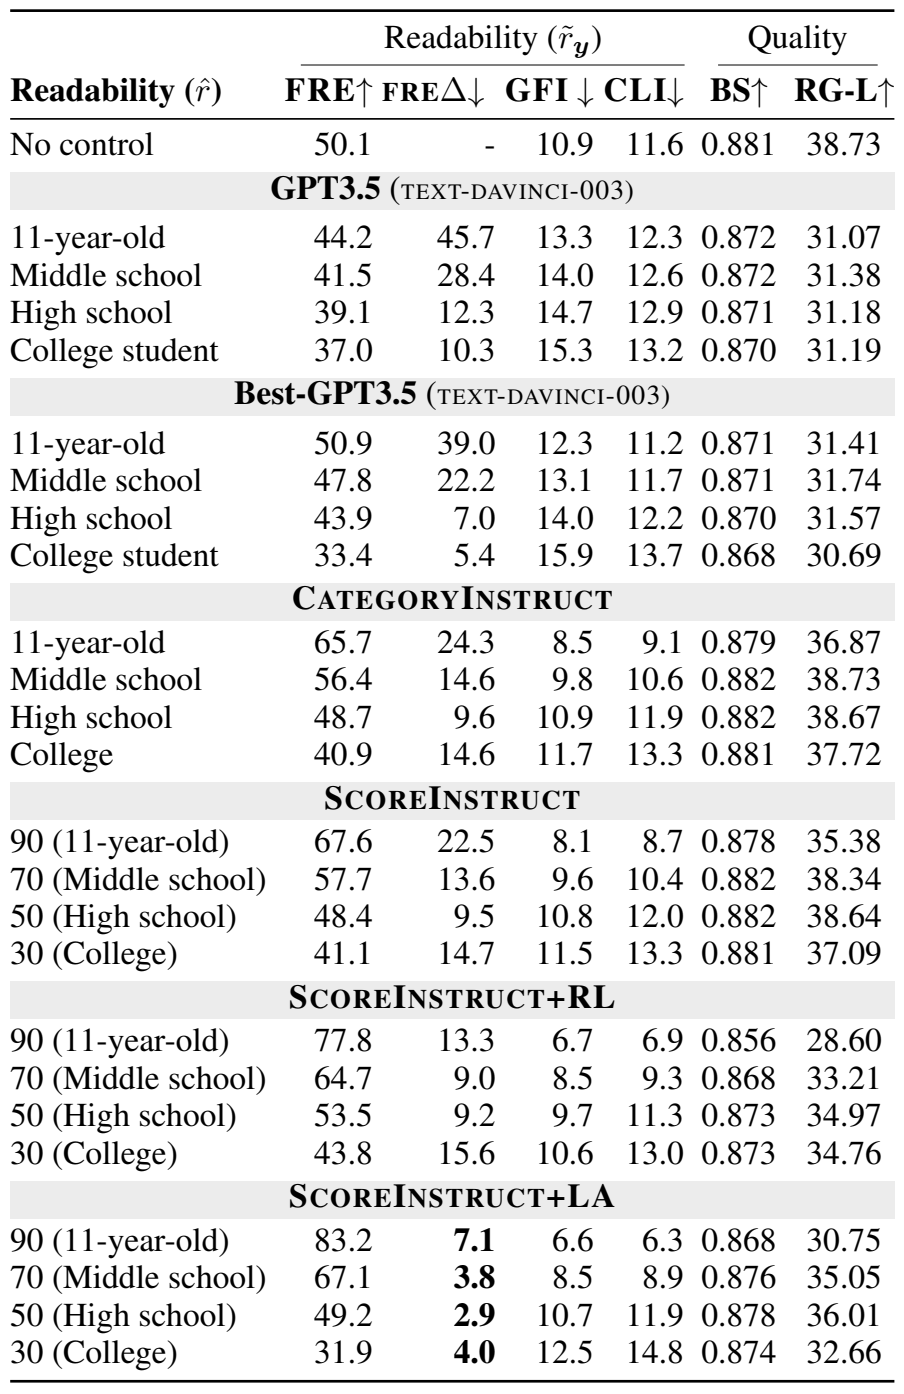 Readability (r̃y) Quality
Readability (r̂) FRE↑ FREΔ↓ GFI ↓ CLI↓ BS↑ RG-L↑
No control 50.1 - 10.9 11.6 0.881 38.73
GPT3.5 (TEXT-DAVINCI-003)
11-year-old 44.2 45.7 13.3 12.3 0.872 31.07
Middle school 41.5 28.4 14.0 12.6 0.872 31.38
High school 39.1 12.3 14.7 12.9 0.871 31.18
College student 37.0 10.3 15.3 13.2 0.870 31.19
Best-GPT3.5 (TEXT-DAVINCI-003)
11-year-old 50.9 39.0 12.3 11.2 0.871 31.41
Middle school 47.8 22.2 13.1 11.7 0.871 31.74
High school 43.9 7.0 14.0 12.2 0.870 31.57
College student 33.4 5.4 15.9 13.7 0.868 30.69
CATEGORYINSTRUCT
11-year-old 65.7 24.3 8.5 9.1 0.879 36.87
Middle school 56.4 14.6 9.8 10.6 0.882 38.73
High school 48.7 9.6 10.9 11.9 0.882 38.67
College 40.9 14.6 11.7 13.3 0.881 37.72
SCOREINSTRUCT
90 (11-year-old) 67.6 22.5 8.1 8.7 0.878 35.38
70 (Middle school) 57.7 13.6 9.6 10.4 0.882 38.34
50 (High school) 48.4 9.5 10.8 12.0 0.882 38.64
30 (College) 41.1 14.7 11.5 13.3 0.881 37.09
SCOREINSTRUCT+RL
90 (11-year-old) 77.8 13.3 6.7 6.9 0.856 28.60
70 (Middle school) 64.7 9.0 8.5 9.3 0.868 33.21
50 (High school) 53.5 9.2 9.7 11.3 0.873 34.97
30 (College) 43.8 15.6 10.6 13.0 0.873 34.76
SCOREINSTRUCT+LA
90 (11-year-old) 83.2 7.1 6.6 6.3 0.868 30.75
70 (Middle school) 67.1 3.8 8.5 8.9 0.876 35.05
50 (High school) 49.2 2.9 10.7 11.9 0.878 36.01
30 (College) 31.9 4.0 12.5 14.8 0.874 32.66